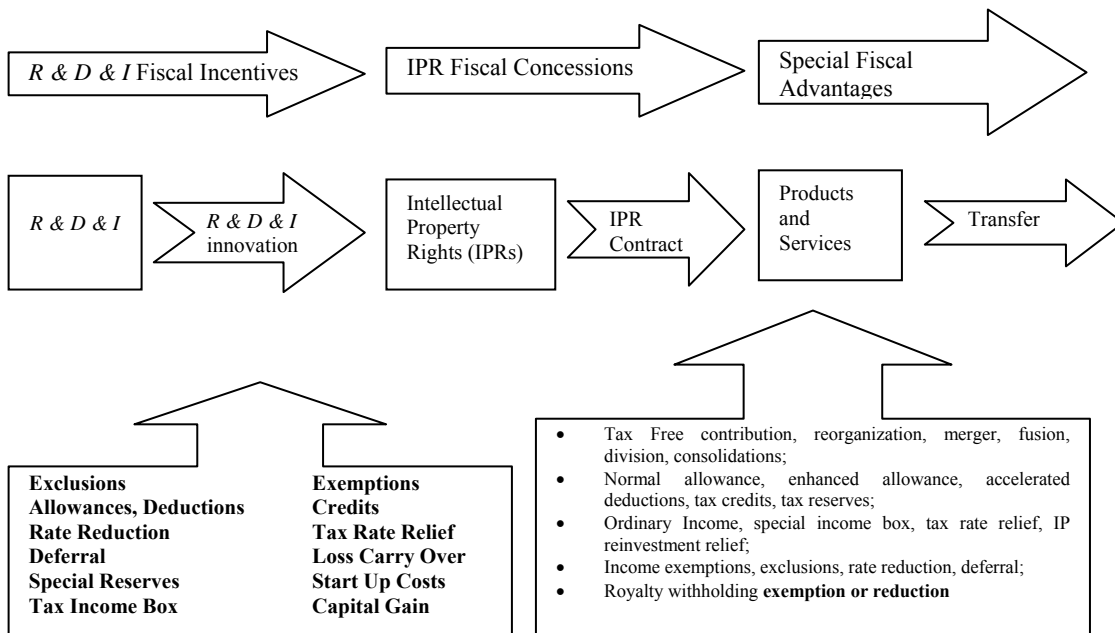 R & D & I Fiscal Incentives
IPR Fiscal Concessions
Special Fiscal
Advantages
R & D & I
R & D & I
innovation
Intellectual
Property
Rights (IPRs)
IPR
Contract
Products
and
Services
Transfer
Exclusions
Allowances, Deductions
Rate Reduction
Deferral
Special Reserves
Tax Income Box
Exemptions
Credits
Tax Rate Relief
Loss Carry Over
Start Up Costs
Capital Gain
• Tax Free contribution, reorganization, merger, fusion,
division, consolidations;
• Normal allowance, enhanced allowance, accelerated
deductions, tax credits, tax reserves;
• Ordinary Income, special income box, tax rate relief, IP
reinvestment relief;
• Income exemptions, exclusions, rate reduction, deferral;
• Royalty withholding exemption or reduction